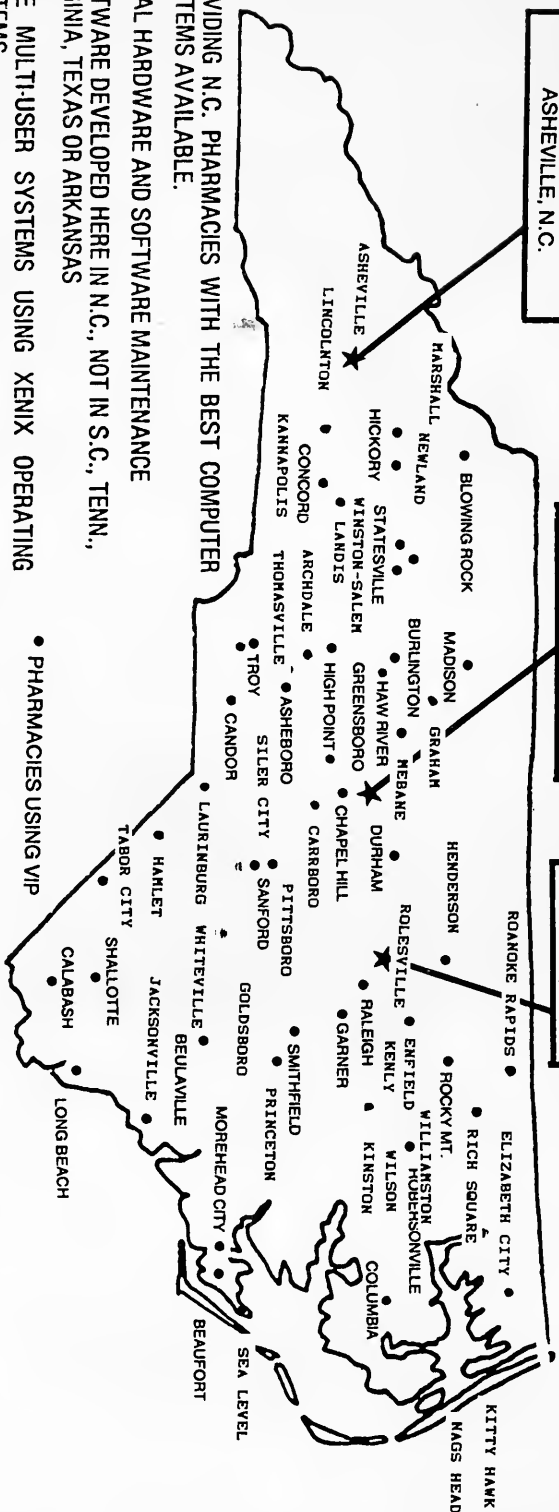 ASHEVILLE, N.C.
KITTY HAWK
NAGS HEAD
ROANOKE RAPIDS
ELIZABETH CITY
RICH SQUARE
HENDERSON
ROCKY MT.
WILLIAMSTON
ROBERSONVILLE
BLOWING ROCK
MADISON
GRAHAM
MARSHALL
NEWLAND
BURLINGTON
MEBANE
ROLESVILLE
ENFIELD
KENLY
WILSON
COLUMBIA
HICKORY
STATESVILLE
HAW RIVER
DURHAM
RALEIGH
KINSTON
ASHEVILLE
WINSTON-SALEM
GREENSBORO
CHAPEL HILL
GARNER
LINCOLNTON
LANDIS
HIGH POINT
CARRBORO
SMITHFIELD
PRINCETON
CONCORD
ARCHDALE
ASHEBORO
PITTSBORO
KANNAPOLIS
THOMASVILLE
SILER CITY
SANFORD
GOLDSBORO
MOREHEAD CITY
SEA LEVEL
TROY
CANDOR
LAURINBURG
WHITEVILLE
BEULAVILLE
BEAUFORT
HAMLET
JACKSONVILLE
TABOR CITY
SHALLOTTE
CALABASH
LONG BEACH
VIDING N.C. PHARMACIES WITH THE BEST COMPUTER
TEMS AVAILABLE.
AL HARDWARE AND SOFTWARE MAINTENANCE
TWARE DEVELOPED HERE IN N.C., NOT IN S.C., TENN.,
GINIA, TEXAS OR ARKANSAS
E MULTI-USER SYSTEMS USING XENIX OPERATING
TEMS
• PHARMACIES USING VIP